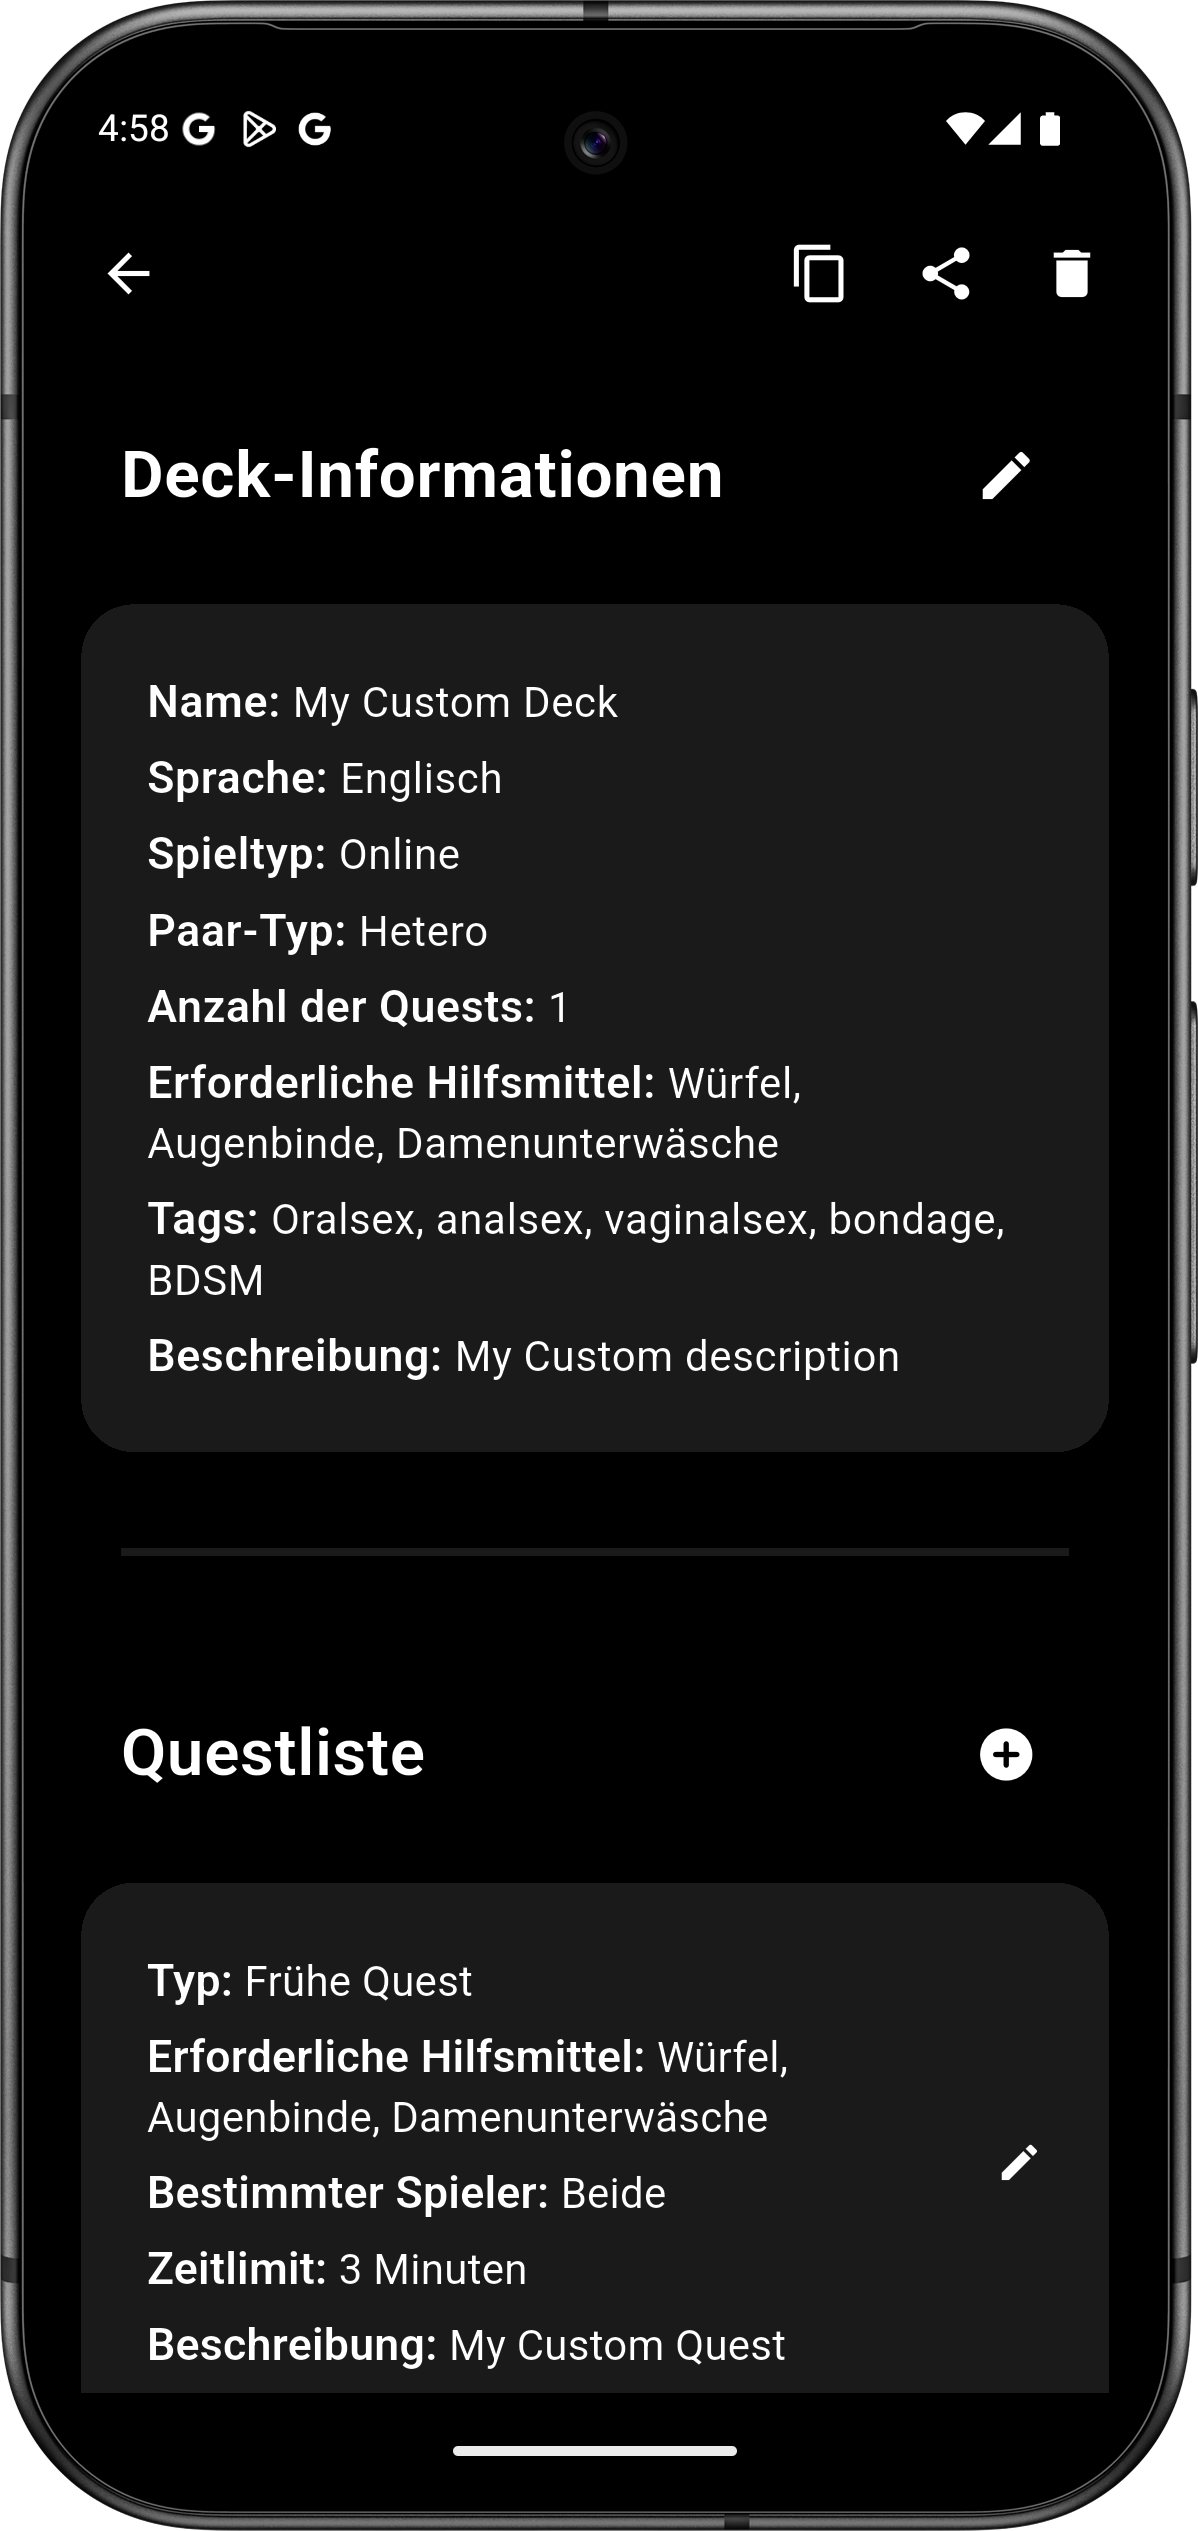 4:58
Deck-Informationen
Name: My Custom Deck
Sprache: Englisch
Spieltyp: Online
Paar-Typ: Hetero
Anzahl der Quests: 1
Erforderliche Hilfsmittel: Würfel,
Augenbinde, Damenunterwäsche
Tags: Oralsex, analsex, vaginalsex, bondage,
BDSM
Beschreibung: My Custom description
Questliste
Typ: Frühe Quest
Erforderliche Hilfsmittel: Würfel,
Augenbinde, Damenunterwäsche
Bestimmter Spieler: Beide
Zeitlimit: 3 Minuten
Beschreibung: My Custom Quest